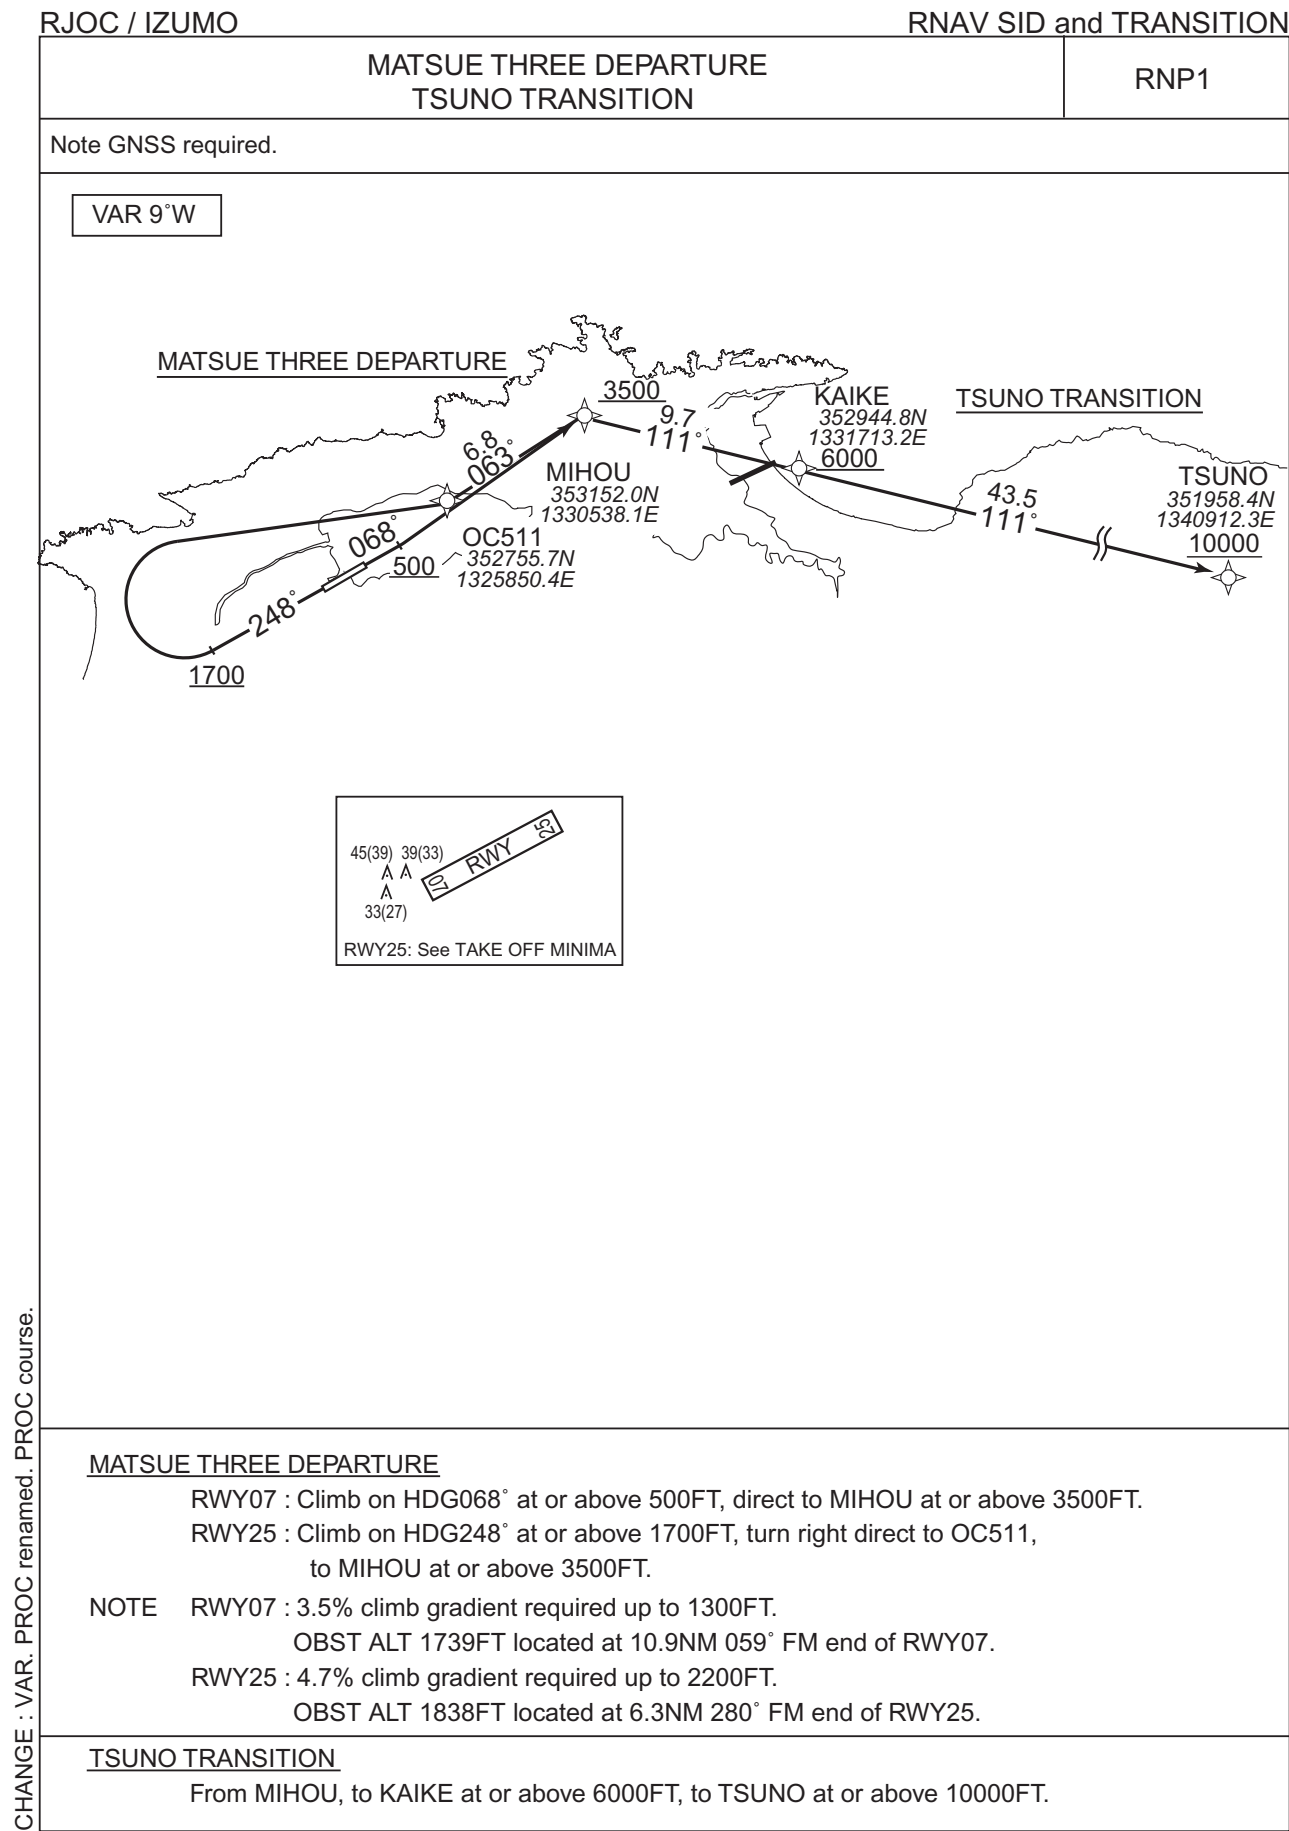 RJOC / IZUMO
RNAV SID and TRANSITION
MATSUE THREE DEPARTURE
TSUNO TRANSITION
RNP1
Note GNSS required.
VAR 9˚W
MATSUE THREE DEPARTURE
3500
9.7
111˚
KAIKE
352944.8N
1331713.2E
6000
TSUNO TRANSITION
6.8
063˚
MIHOU
353152.0N
1330538.1E
TSUNO
351958.4N
1340912.3E
10000
43.5
111˚
OC511
352755.7N
1325850.4E
068˚
500
248˚
1700
45(39) 39(33)
33(27)
07 RWY 25
RWY25: See TAKE OFF MINIMA
MATSUE THREE DEPARTURE
RWY07 : Climb on HDG068˚ at or above 500FT, direct to MIHOU at or above 3500FT.
RWY25 : Climb on HDG248˚ at or above 1700FT, turn right direct to OC511,
to MIHOU at or above 3500FT.
NOTE RWY07 : 3.5% climb gradient required up to 1300FT.
OBST ALT 1739FT located at 10.9NM 059˚ FM end of RWY07.
RWY25 : 4.7% climb gradient required up to 2200FT.
OBST ALT 1838FT located at 6.3NM 280˚ FM end of RWY25.
TSUNO TRANSITION
From MIHOU, to KAIKE at or above 6000FT, to TSUNO at or above 10000FT.
CHANGE : VAR. PROC renamed. PROC course.